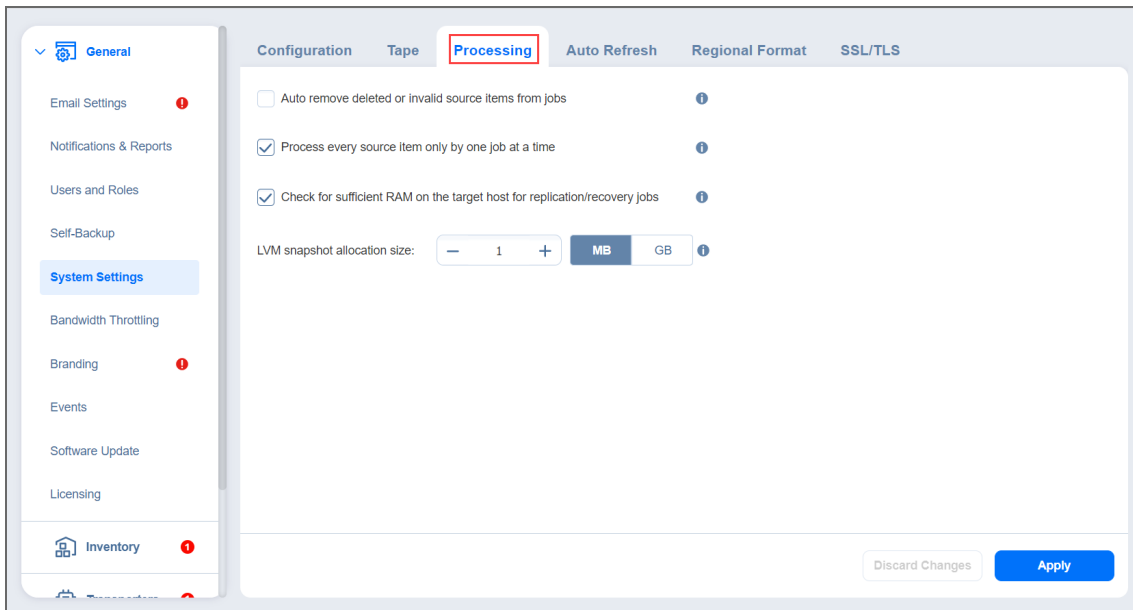 General
Email Settings !
Notifications & Reports
Users and Roles
Self-Backup
System Settings
Bandwidth Throttling
Branding !
Events
Software Update
Licensing
Inventory 1
Configuration Tape Processing Auto Refresh Regional Format SSL/TLS
Auto remove deleted or invalid source items from jobs i
Process every source item only by one job at a time i
Check for sufficient RAM on the target host for replication/recovery jobs i
LVM snapshot allocation size: − 1 + MB GB i
Discard Changes Apply